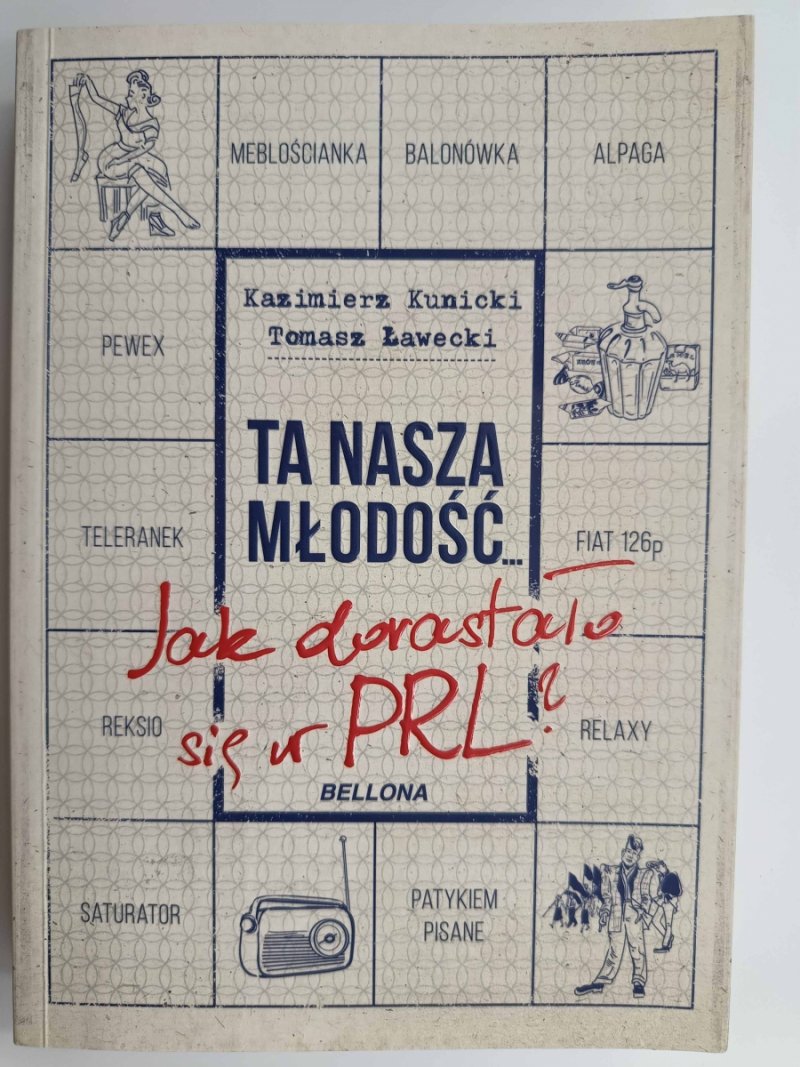 MEBLOŚCIANKA
BALONÓWKA
ALPAGA
Kazimierz Kunicki
Tomasz Ławecki
PEWEX
TA NASZA
MŁODOŚĆ...
TELERANEK
FIAT 126p
Jak dorastało
się w PRL?
REKSIO
RELAXY
BELLONA
SATURATOR
PATYKIEM
PISANE